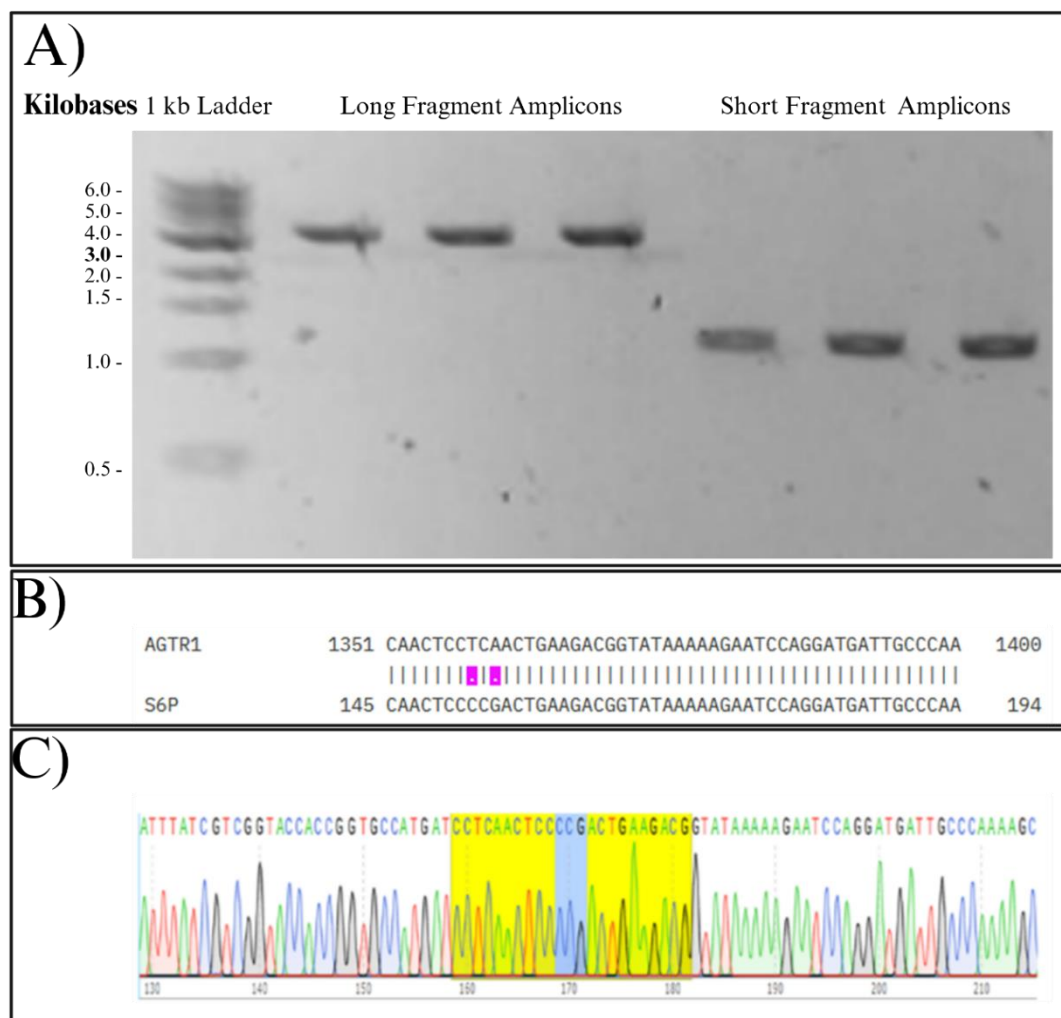 A)
Kilobases 1 kb Ladder Long Fragment Amplicons Short Fragment Amplicons
6.0 -
5.0 -
4.0 -
3.0 -
2.0 -
1.5 -
1.0 -
0.5 -
B)
AGTR1 1351 CAACTCCTCAACTGAAGACGGTATAAAAAGAATCCAGGATGATTGCCCAA 1400
S6P 145 CAACTCCCCGACTGAAGACGGTATAAAAAGAATCCAGGATGATTGCCCAA 194
C)
ATTTATCGTCGGTACCACCGGTGCCATGATCCTCAACTCCCCGACTGAAGACGGTATAAAAAGAATCCAGGATGATTGCCCAAAAGC
130 140 150 160 170 180 190 200 210